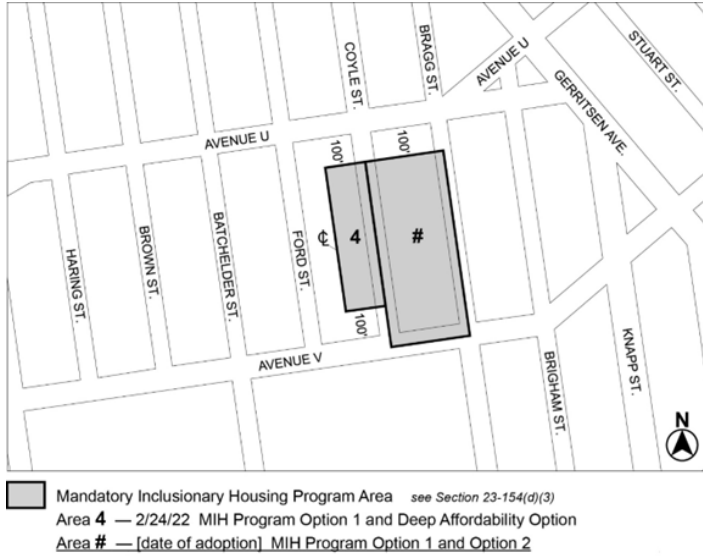 COYLE ST.
BRAGG ST.
AVENUE U
STUART ST.
GERRITSEN AVE.
AVENUE U
100'
100'
HARING ST.
BROWN ST.
BATCHELDER ST.
FORD ST.
℄
4
#
100'
AVENUE V
BRIGHAM ST.
KNAPP ST.
N
Mandatory Inclusionary Housing Program Area see Section 23-154(d)(3)
Area 4 — 2/24/22 MIH Program Option 1 and Deep Affordability Option
Area # — [date of adoption] MIH Program Option 1 and Option 2